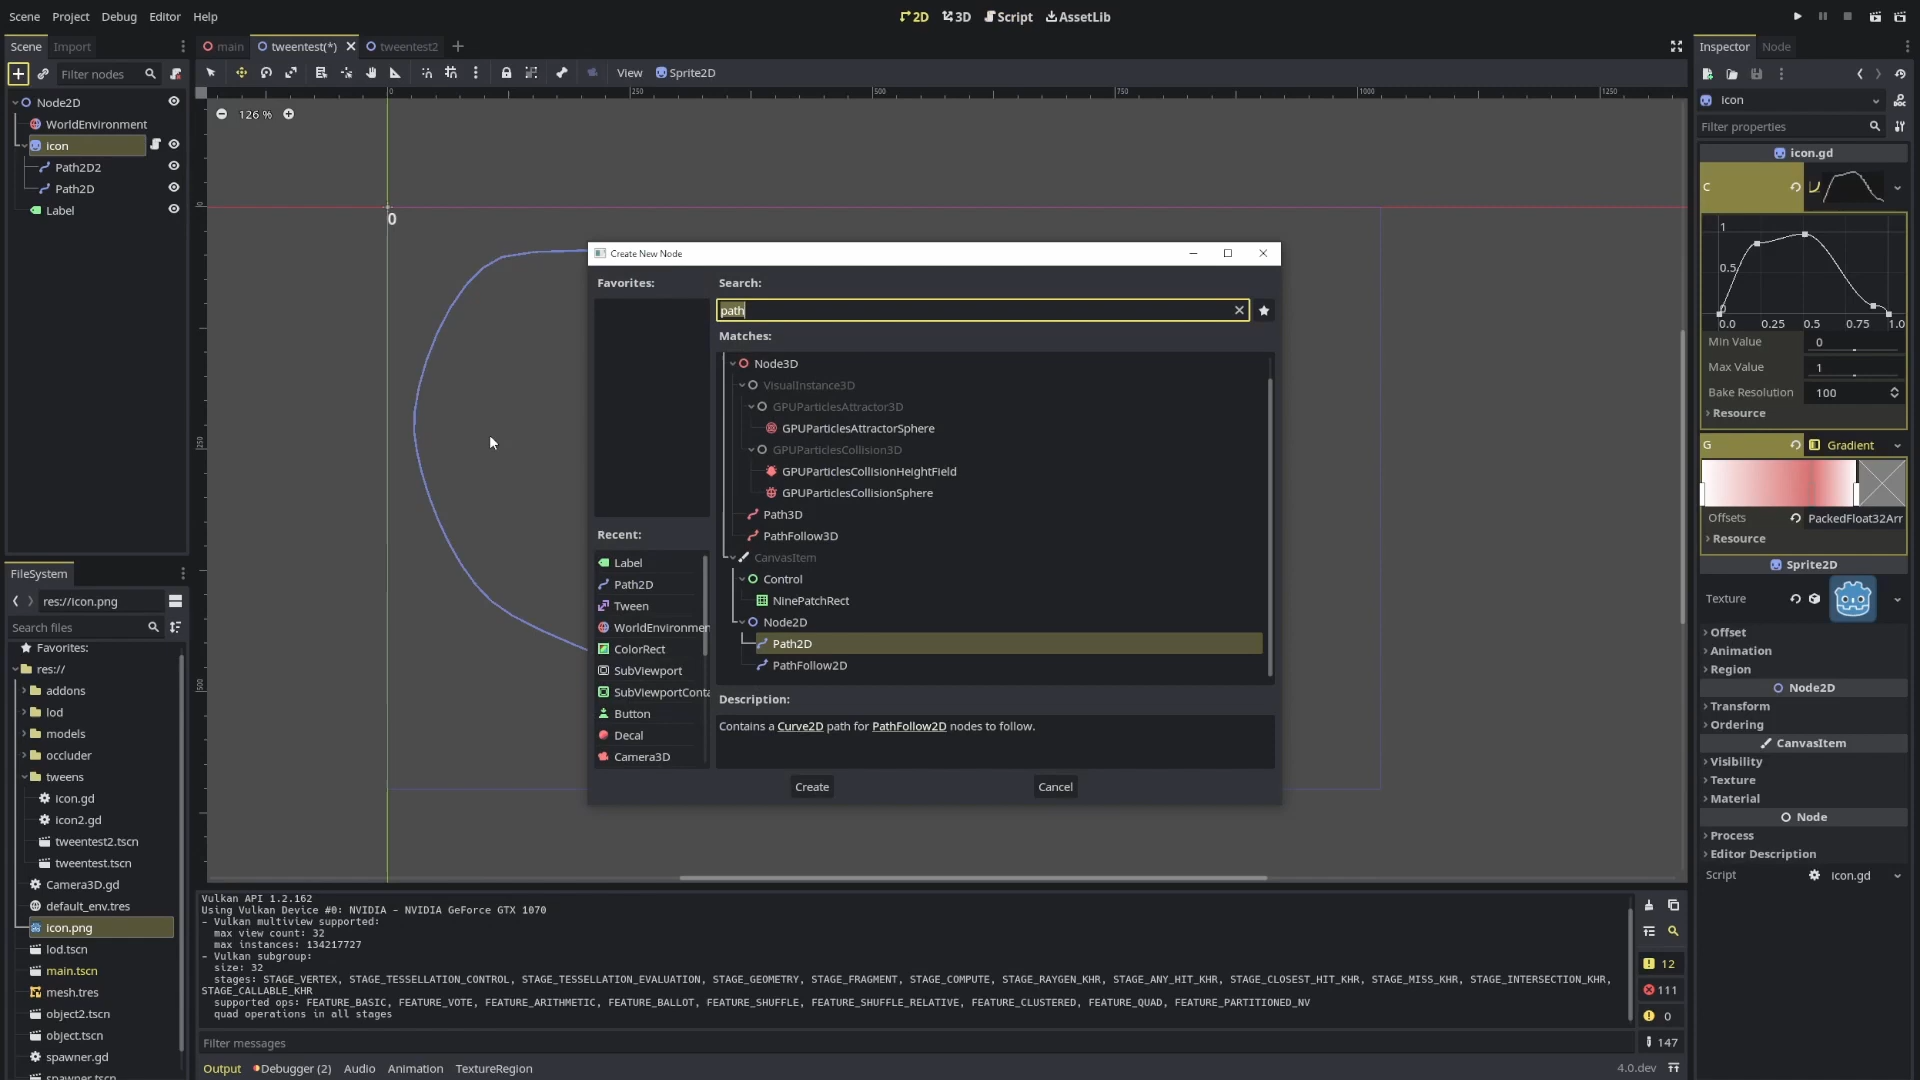 Scene Project Debug Editor Help
2D 3D Script AssetLib
Scene Import
main tweentest(*) tweentest2
Inspector Node
Filter nodes
View Sprite2D
Node2D
WorldEnvironment
icon
Path2D2
Path2D
Label
0 250 500 750 1000 1250
126 %
0
0
250
500
Create New Node
Favorites:
Search:
path
Matches:
Node3D
VisualInstance3D
GPUParticlesAttractor3D
GPUParticlesAttractorSphere
GPUParticlesCollision3D
GPUParticlesCollisionHeightField
GPUParticlesCollisionSphere
Path3D
PathFollow3D
CanvasItem
Control
NinePatchRect
Node2D
Path2D
PathFollow2D
Recent:
Label
Path2D
Tween
WorldEnvironmen
ColorRect
SubViewport
SubViewportConta
Button
Decal
Camera3D
Description:
Contains a Curve2D path for PathFollow2D nodes to follow.
Create Cancel
icon
Filter properties
icon.gd
C
1
0.5
0
0.0 0.25 0.5 0.75 1.0
Min Value 0
Max Value 1
Bake Resolution 100
Resource
G Gradient
Offsets PackedFloat32Arr
Resource
Sprite2D
Texture
Offset
Animation
Region
Node2D
Transform
Ordering
CanvasItem
Visibility
Texture
Material
Node
Process
Editor Description
Script icon.gd
FileSystem
res://icon.png
Search files
Favorites:
res://
addons
lod
models
occluder
tweens
icon.gd
icon2.gd
tweentest2.tscn
tweentest.tscn
Camera3D.gd
default_env.tres
icon.png
lod.tscn
main.tscn
mesh.tres
object2.tscn
object.tscn
spawner.gd
spawner.tscn
Vulkan API 1.2.162
Using Vulkan Device #0: NVIDIA - NVIDIA GeForce GTX 1070
- Vulkan multiview supported:
max view count: 32
max instances: 134217727
- Vulkan subgroup:
size: 32
stages: STAGE_VERTEX, STAGE_TESSELLATION_CONTROL, STAGE_TESSELLATION_EVALUATION, STAGE_GEOMETRY, STAGE_FRAGMENT, STAGE_COMPUTE, STAGE_RAYGEN_KHR, STAGE_ANY_HIT_KHR, STAGE_CLOSEST_HIT_KHR, STAGE_MISS_KHR, STAGE_INTERSECTION_KHR,
STAGE_CALLABLE_KHR
supported ops: FEATURE_BASIC, FEATURE_VOTE, FEATURE_ARITHMETIC, FEATURE_BALLOT, FEATURE_SHUFFLE, FEATURE_SHUFFLE_RELATIVE, FEATURE_CLUSTERED, FEATURE_QUAD, FEATURE_PARTITIONED_NV
quad operations in all stages
12
111
0
147
Filter messages
Output Debugger (2) Audio Animation TextureRegion
4.0.dev